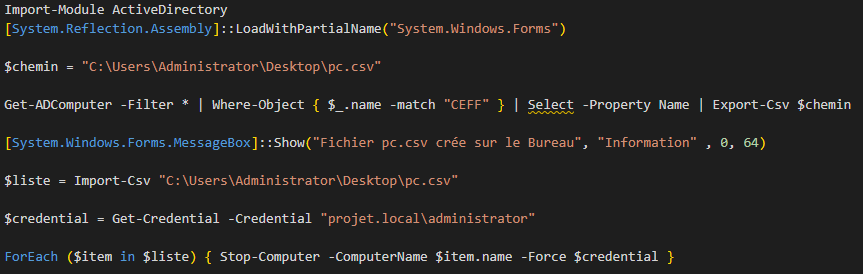 Import-Module ActiveDirectory
[System.Reflection.Assembly]::LoadWithPartialName("System.Windows.Forms")
$chemin = "C:\Users\Administrator\Desktop\pc.csv"
Get-ADComputer -Filter * | Where-Object { $_.name -match "CEFF" } | Select -Property Name | Export-Csv $chemin
[System.Windows.Forms.MessageBox]::Show("Fichier pc.csv crée sur le Bureau", "Information" , 0, 64)
$liste = Import-Csv "C:\Users\Administrator\Desktop\pc.csv"
$credential = Get-Credential -Credential "projet.local\administrator"
ForEach ($item in $liste) { Stop-Computer -ComputerName $item.name -Force $credential }